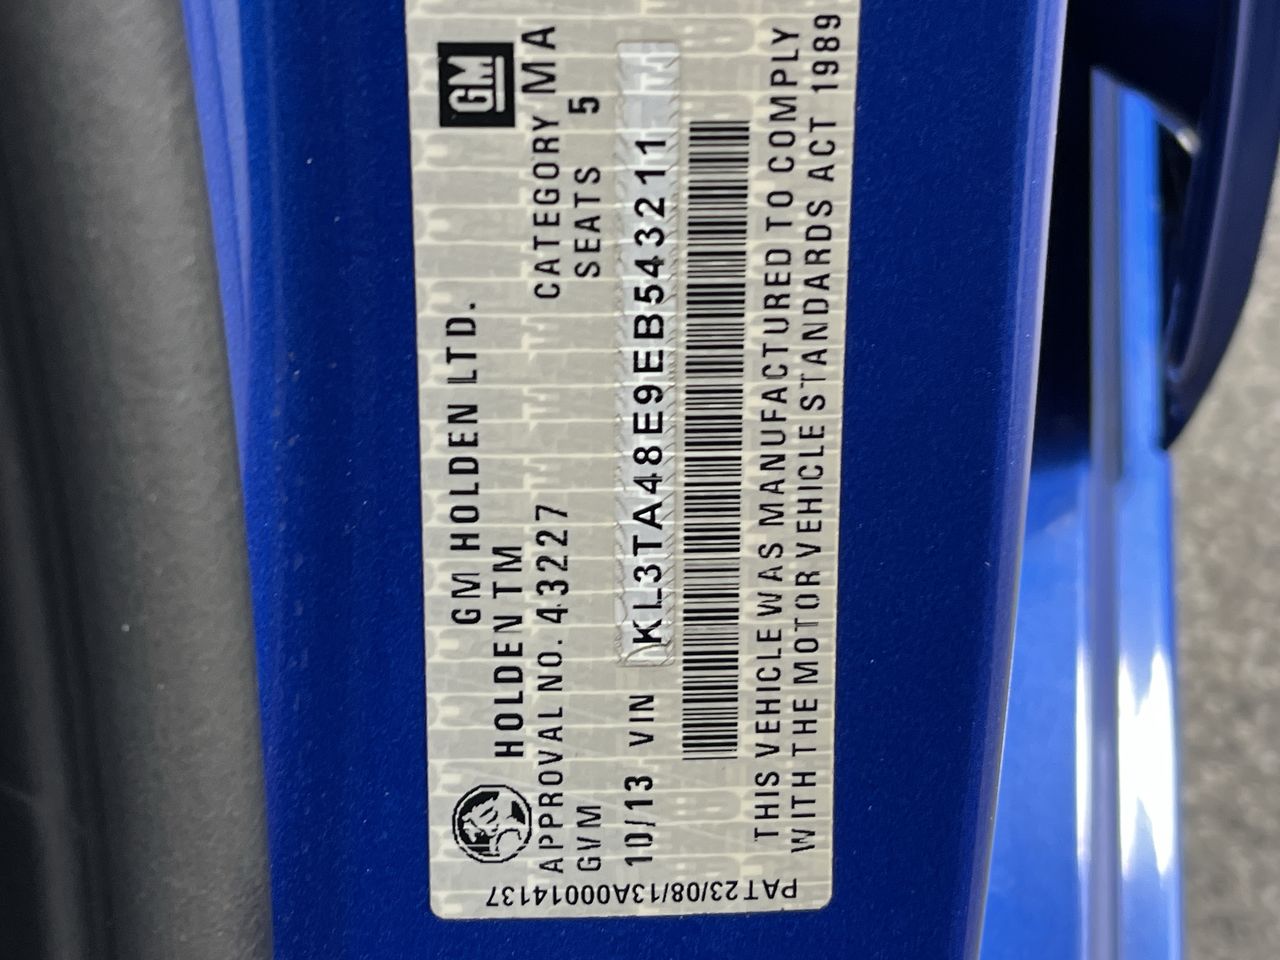 GM HOLDEN LTD.
GM
HOLDEN TM
APPROVAL NO. 43227
CATEGORY MA
GVM
SEATS 5
10/13 VIN KL3TA48E9EB543211
THIS VEHICLE WAS MANUFACTURED TO COMPLY
WITH THE MOTOR VEHICLE STANDARDS ACT 1989
PAT23/08/13A00014137